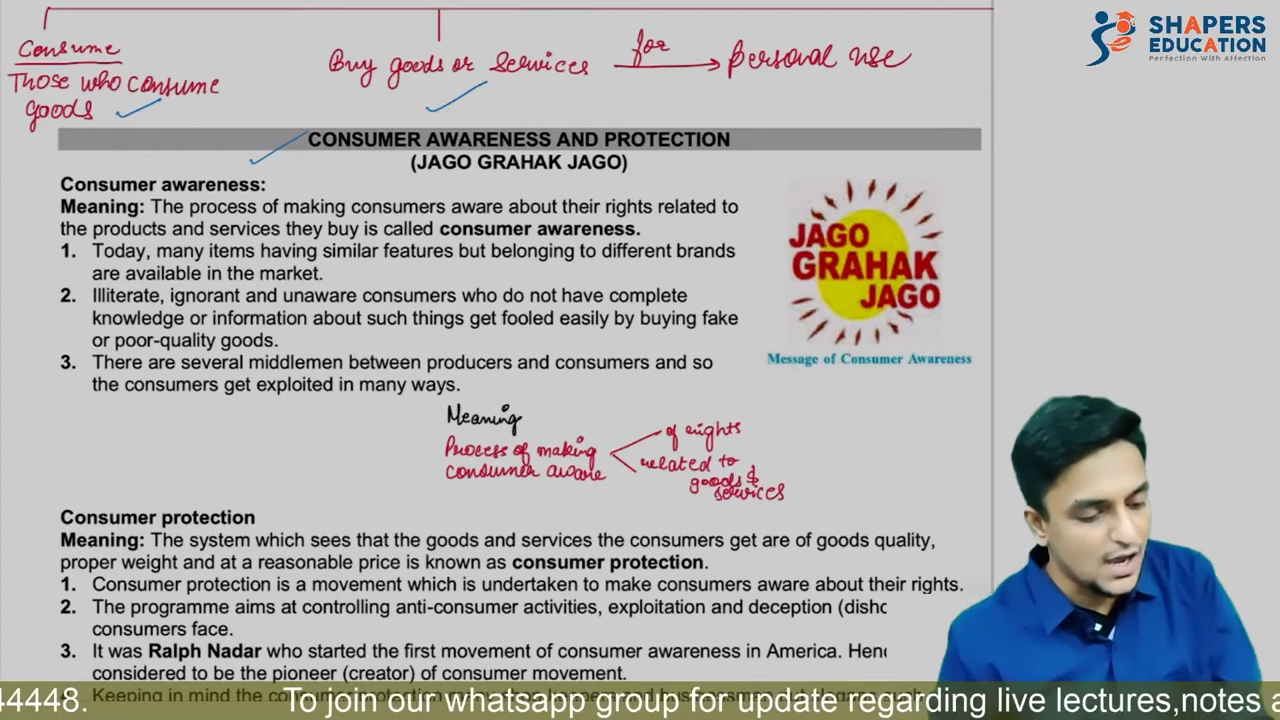 SHAPERS
EDUCATION
Perfection With Affection
Consume
Those who consume
goods
Buy goods or services for personal use
CONSUMER AWARENESS AND PROTECTION
(JAGO GRAHAK JAGO)
Consumer awareness:
Meaning: The process of making consumers aware about their rights related to
the products and services they buy is called consumer awareness.
1. Today, many items having similar features but belonging to different brands
are available in the market.
2. Illiterate, ignorant and unaware consumers who do not have complete
knowledge or information about such things get fooled easily by buying fake
or poor-quality goods.
3. There are several middlemen between producers and consumers and so
the consumers get exploited in many ways.
JAGO
GRAHAK
JAGO
Message of Consumer Awareness
Meaning
Process of making
consumer aware
of rights
related to
goods &
services
Consumer protection
Meaning: The system which sees that the goods and services the consumers get are of goods quality,
proper weight and at a reasonable price is known as consumer protection.
1. Consumer protection is a movement which is undertaken to make consumers aware about their rights.
2. The programme aims at controlling anti-consumer activities, exploitation and deception (disho
consumers face.
3. It was Ralph Nadar who started the first movement of consumer awareness in America. Henc
considered to be the pioneer (creator) of consumer movement.
Keeping in mind the
44448. To join our whatsapp group for update regarding live lectures,notes a